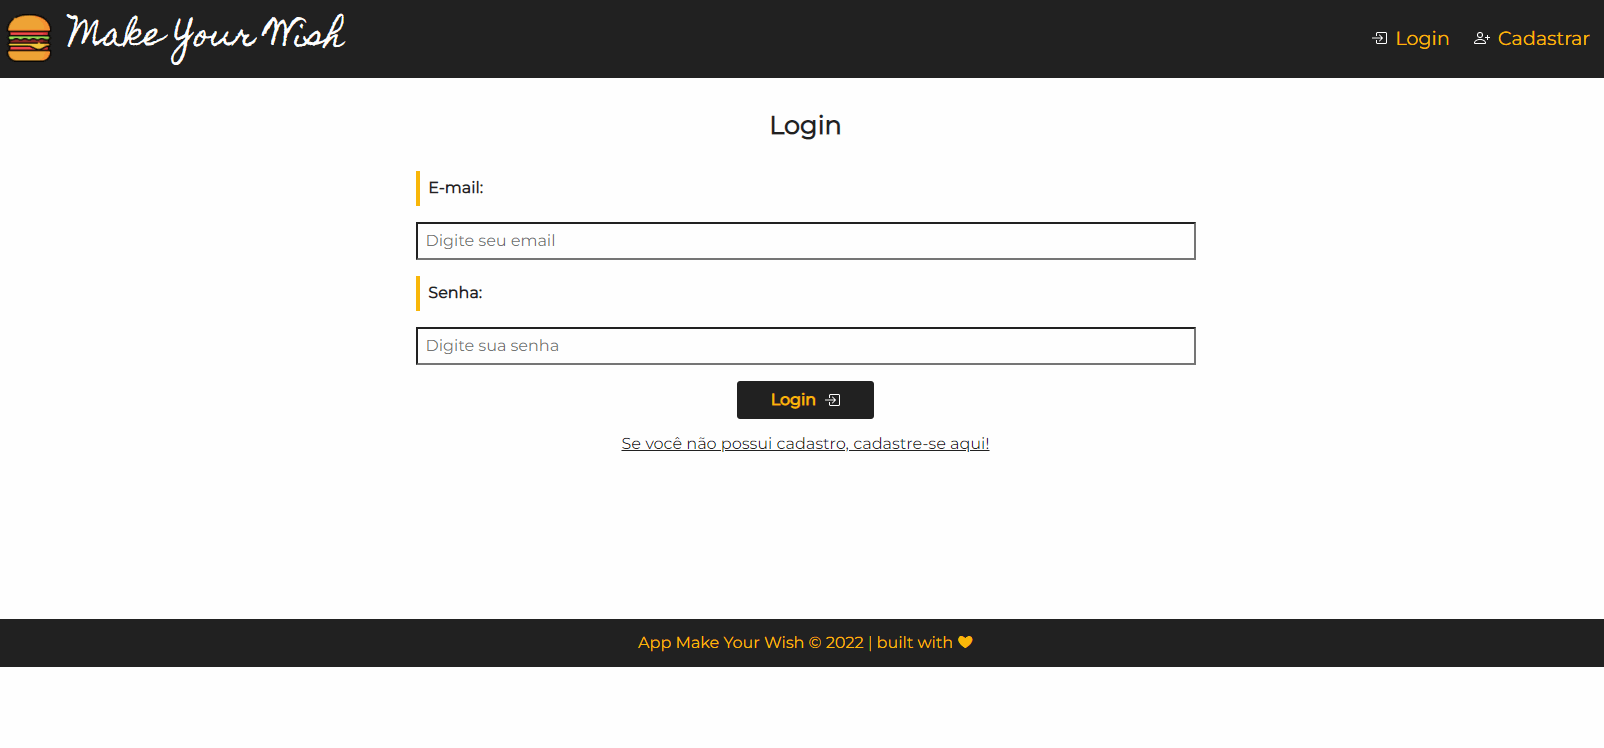 Make Your Wish
Login Cadastrar
Login
E-mail:
Digite seu email
Senha:
Digite sua senha
Login
Se você não possui cadastro, cadastre-se aqui!
App Make Your Wish © 2022 | built with